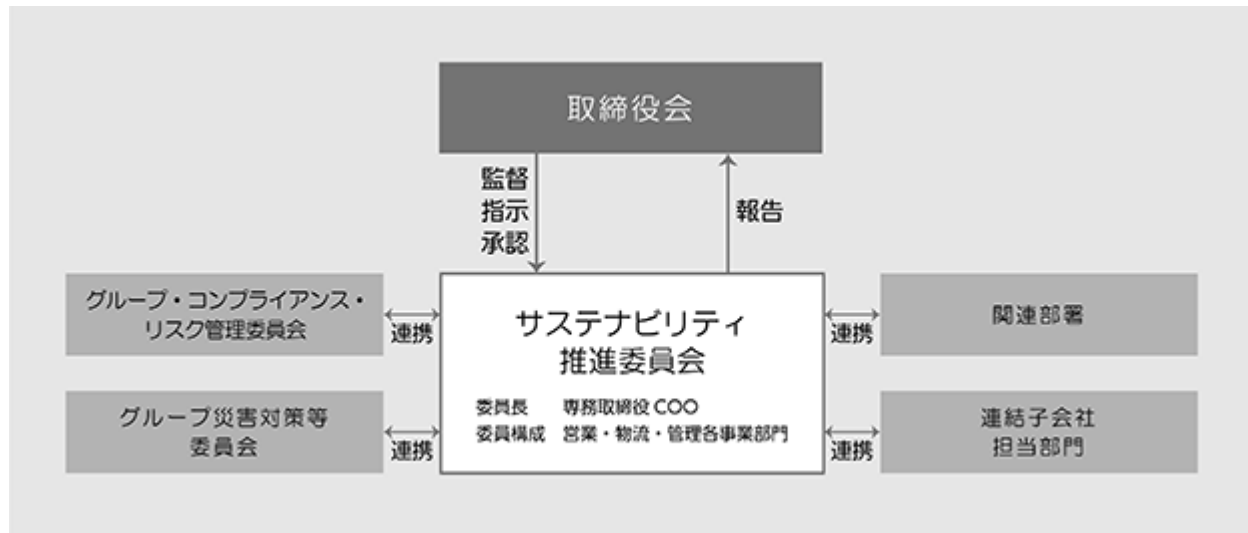 取締役会
監督
指示
承認
報告
グループ・コンプライアンス・
リスク管理委員会
連携
サステナビリティ
推進委員会
委員長 専務取締役 COO
委員構成 営業・物流・管理各事業部門
連携
関連部署
グループ災害対策等
委員会
連携
連携
連結子会社
担当部門